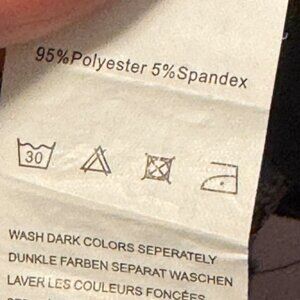 95%Polyester 5%Spandex
30
WASH DARK COLORS SEPERATELY
DUNKLE FARBEN SEPARAT WASCHEN
LAVER LES COULEURS FONCÉES